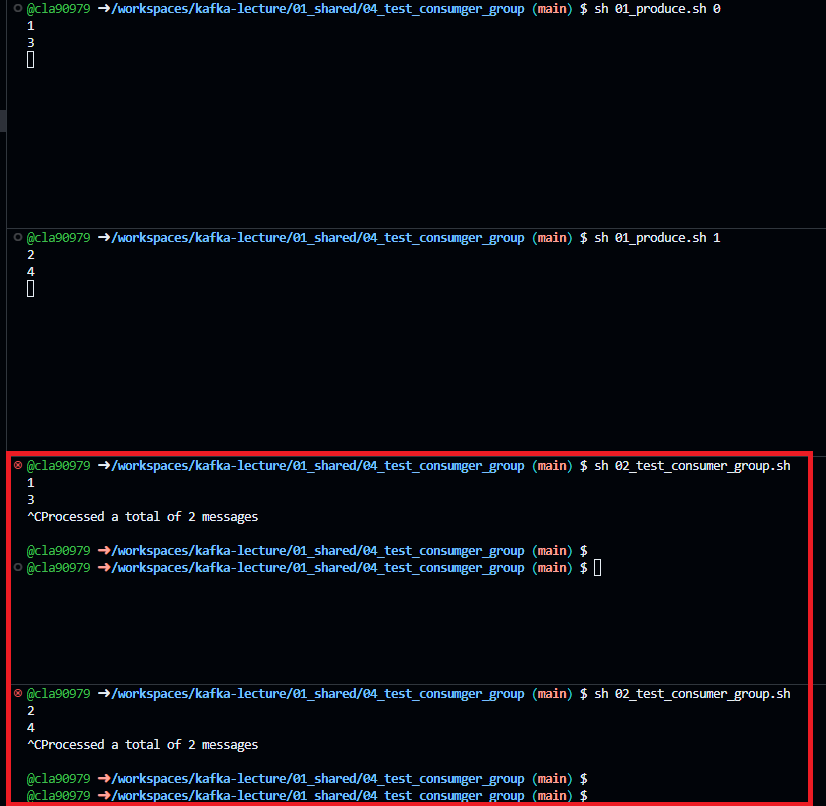 @cla90979 ➜/workspaces/kafka-lecture/01_shared/04_test_consumger_group (main) $ sh 01_produce.sh 0
1
3
@cla90979 ➜/workspaces/kafka-lecture/01_shared/04_test_consumger_group (main) $ sh 01_produce.sh 1
2
4
@cla90979 ➜/workspaces/kafka-lecture/01_shared/04_test_consumger_group (main) $ sh 02_test_consumer_group.sh
1
3
^CProcessed a total of 2 messages
@cla90979 ➜/workspaces/kafka-lecture/01_shared/04_test_consumger_group (main) $
@cla90979 ➜/workspaces/kafka-lecture/01_shared/04_test_consumger_group (main) $
@cla90979 ➜/workspaces/kafka-lecture/01_shared/04_test_consumger_group (main) $ sh 02_test_consumer_group.sh
2
4
^CProcessed a total of 2 messages
@cla90979 ➜/workspaces/kafka-lecture/01_shared/04_test_consumger_group (main) $
@cla90979 ➜/workspaces/kafka-lecture/01_shared/04_test_consumger_group (main) $